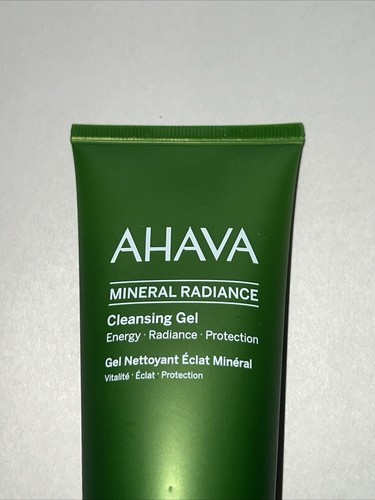 AHAVA
MINERAL RADIANCE
Cleansing Gel
Energy · Radiance · Protection
Gel Nettoyant Éclat Minéral
Vitalité · Éclat · Protection